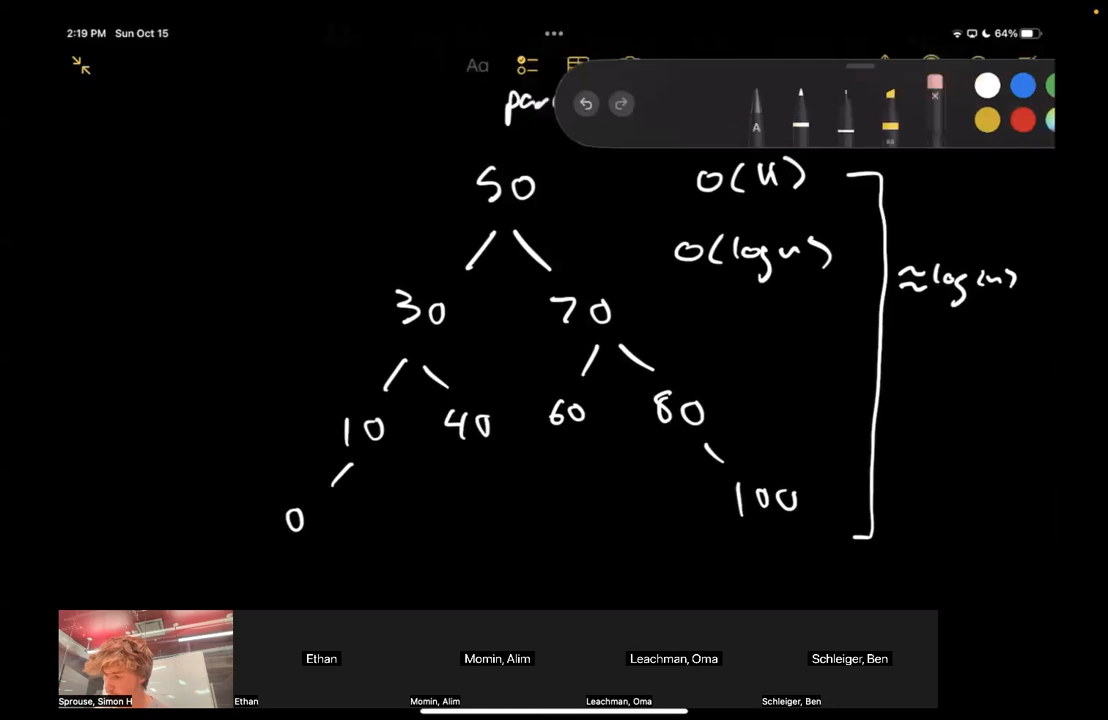 2:19 PM Sun Oct 15
64%
Aa
A
par
50 O(n)
O(log n)
≈log(n)
30 70
10 40 60 80
0 100
Ethan
Momin, Alim
Leachman, Oma
Schleiger, Ben
Sprouse, Simon H
Ethan
Momin, Alim
Leachman, Oma
Schleiger, Ben